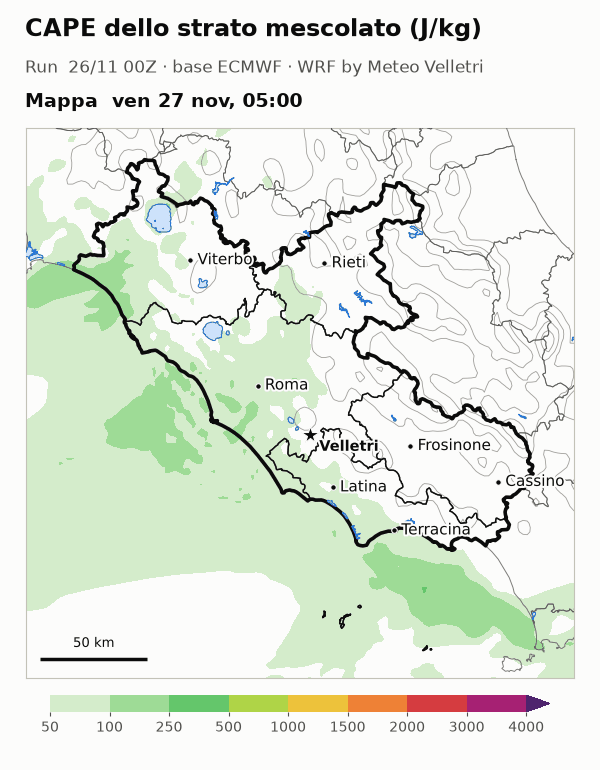 CAPE dello strato mescolato (J/kg)
Run  26/11 00Z · base ECMWF · WRF by Meteo Velletri
Mappa  ven 27 nov, 05:00
Viterbo
Rieti
Roma
Velletri
Frosinone
Latina
Cassino
Terracina
50 km
50 100 250 500 1000 1500 2000 3000 4000